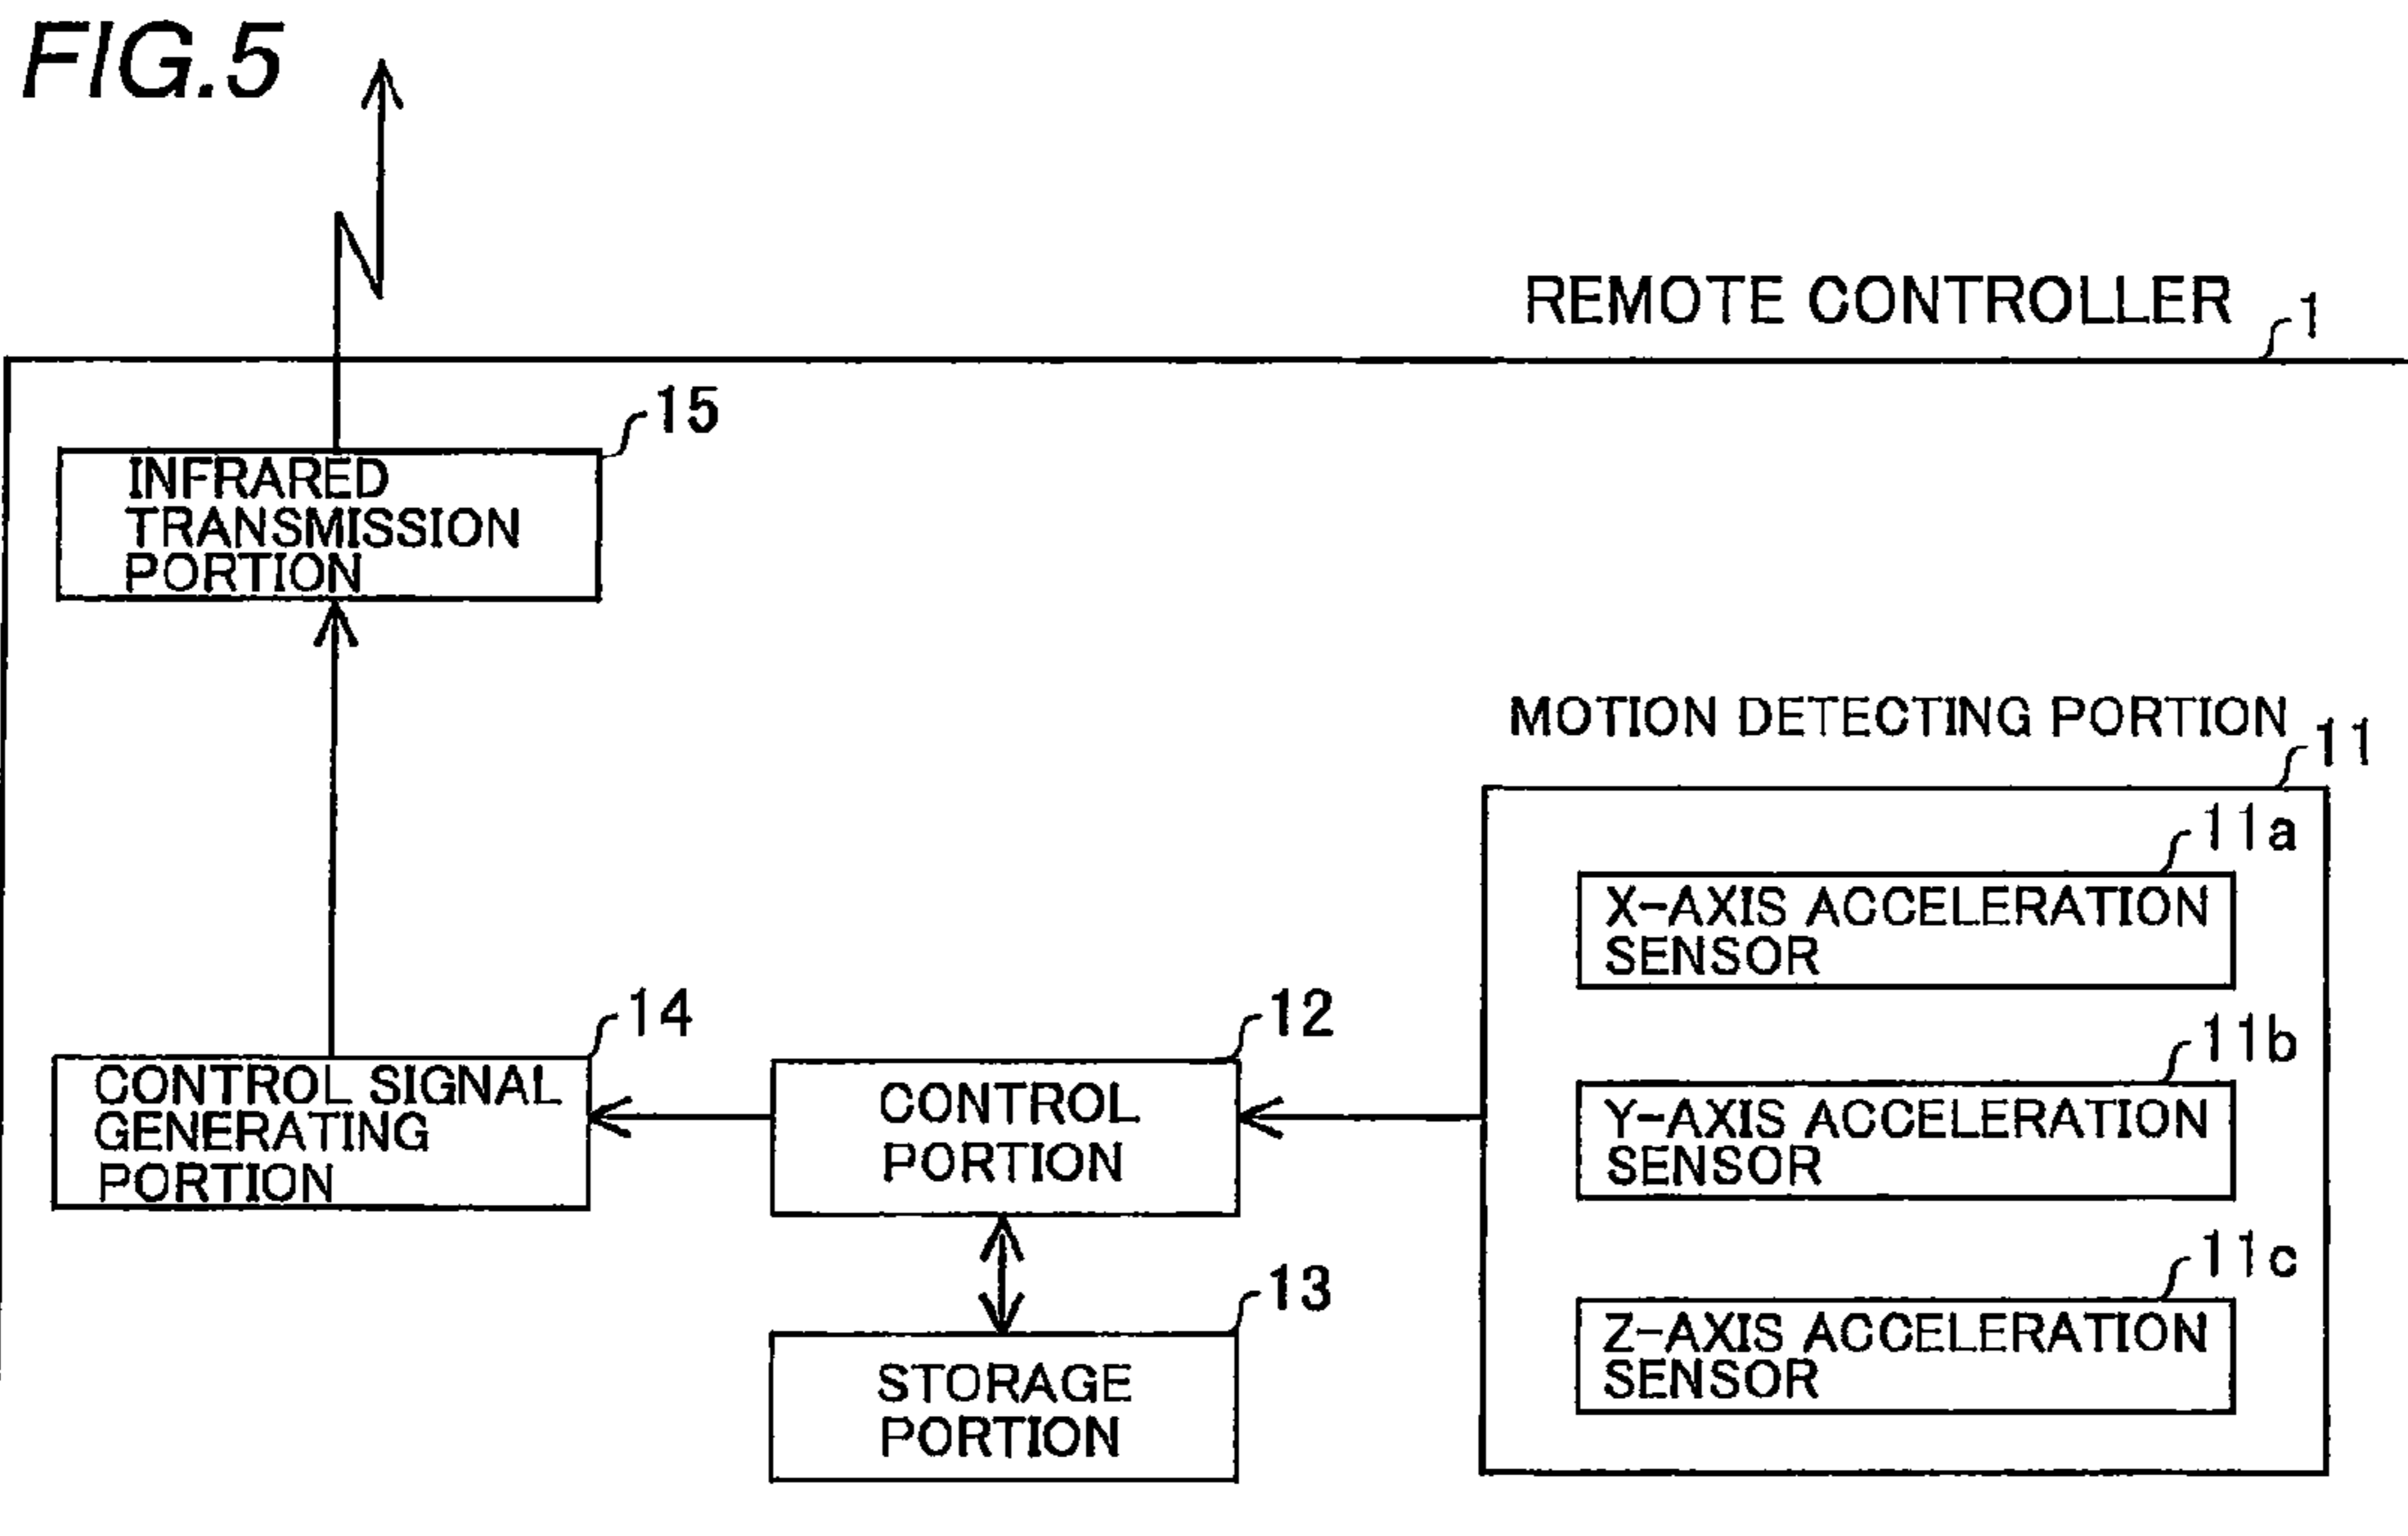 FIG.5
REMOTE CONTROLLER
1
15
INFRARED
TRANSMISSION
PORTION
MOTION DETECTING PORTION
11
11a
X-AXIS ACCELERATION
SENSOR
14
12
11b
CONTROL SIGNAL
GENERATING
PORTION
CONTROL
PORTION
Y-AXIS ACCELERATION
SENSOR
13
11c
STORAGE
PORTION
Z-AXIS ACCELERATION
SENSOR